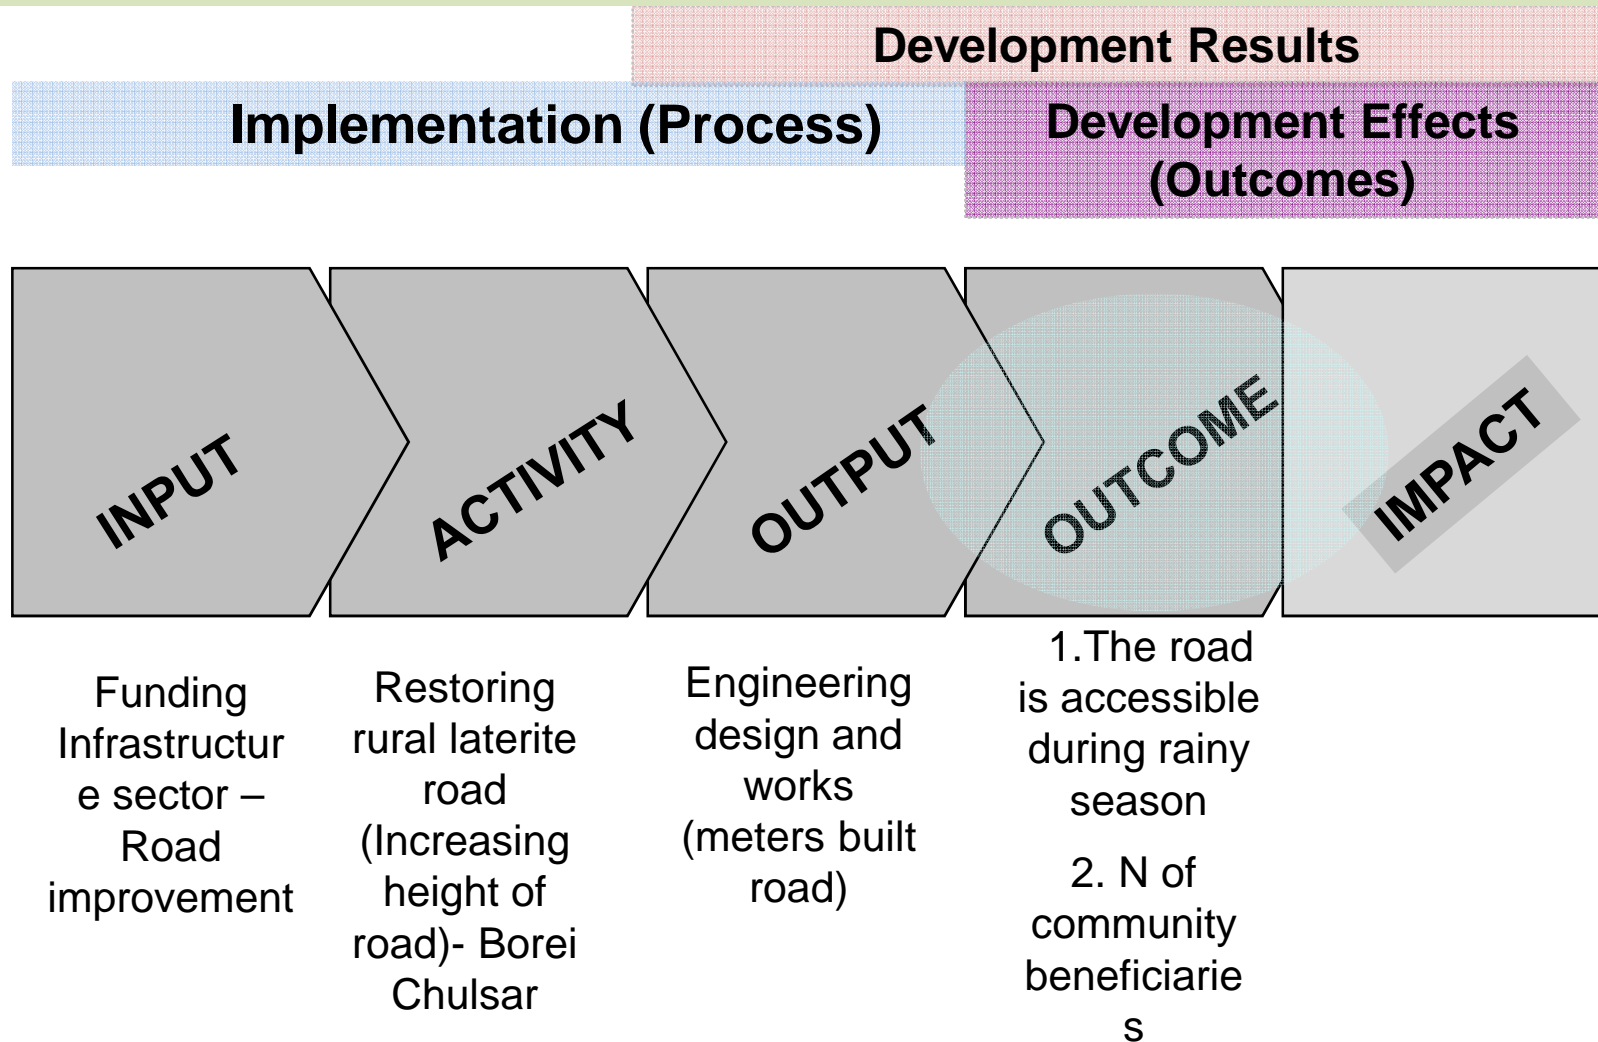 Development Results
Implementation (Process)
Development Effects
(Outcomes)
INPUT
ACTIVITY
OUTPUT
OUTCOME
IMPACT
Funding
Infrastructur
e sector –
Road
improvement
Restoring
rural laterite
road
(Increasing
height of
road)- Borei
Chulsar
Engineering
design and
works
(meters built
road)
1.The road
is accessible
during rainy
season
2. N of
community
beneficiarie
s